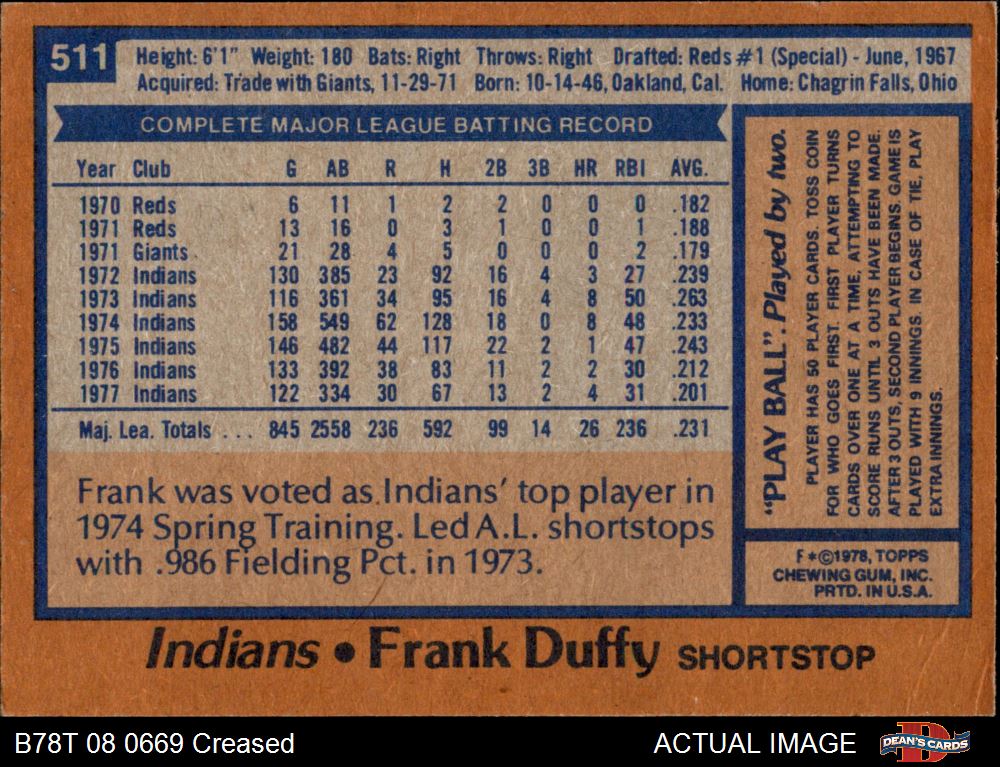 511
Height: 6'1" Weight: 180 Bats: Right Throws: Right Drafted: Reds #1 (Special) - June, 1967
Acquired: Trade with Giants, 11-29-71 Born: 10-14-46, Oakland, Cal. Home: Chagrin Falls, Ohio
COMPLETE MAJOR LEAGUE BATTING RECORD
Year Club G AB R H 2B 3B HR RBI AVG.
1970 Reds 6 11 1 2 2 0 0 0 .182
1971 Reds 13 16 0 3 1 0 0 1 .188
1971 Giants 21 28 4 5 0 0 0 2 .179
1972 Indians 130 385 23 92 16 4 3 27 .239
1973 Indians 116 361 34 95 16 4 8 50 .263
1974 Indians 158 549 62 128 18 0 8 48 .233
1975 Indians 146 482 44 117 22 2 1 47 .243
1976 Indians 133 392 38 83 11 2 2 30 .212
1977 Indians 122 334 30 67 13 2 4 31 .201
Maj. Lea. Totals ... 845 2558 236 592 99 14 26 236 .231
Frank was voted as Indians' top player in
1974 Spring Training. Led A.L. shortstops
with .986 Fielding Pct. in 1973.
"PLAY BALL". Played by two.
PLAYER HAS 50 PLAYER CARDS. TOSS COIN
FOR WHO GOES FIRST. FIRST PLAYER TURNS
CARDS OVER ONE AT A TIME, ATTEMPTING TO
SCORE RUNS UNTIL 3 OUTS HAVE BEEN MADE.
AFTER 3 OUTS, SECOND PLAYER BEGINS. GAME IS
PLAYED WITH 9 INNINGS. IN CASE OF TIE, PLAY
EXTRA INNINGS.
F*©1978, TOPPS
CHEWING GUM, INC.
PRTD. IN U.S.A.
Indians • Frank Duffy SHORTSTOP
B78T 08 0669 Creased
ACTUAL IMAGE
D
DEAN'S CARDS